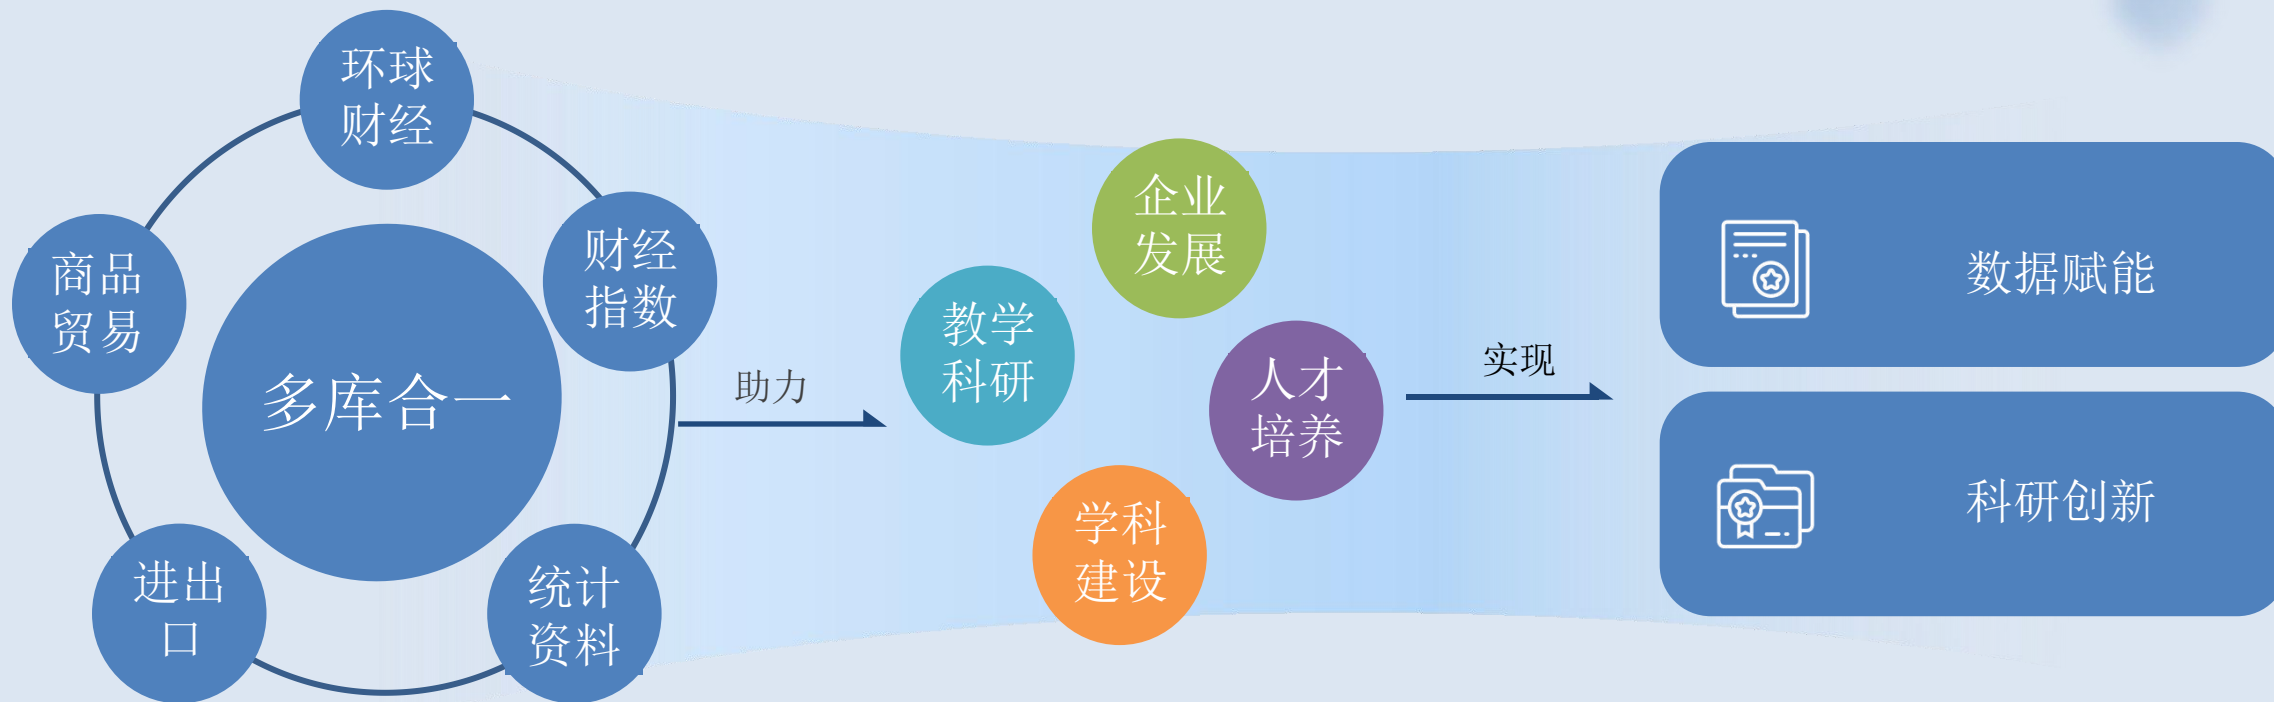 环球
财经
财经
指数
商品
贸易
多库合一
进出
口
统计
资料
助力
企业
发展
教学
科研
人才
培养
学科
建设
实现
数据赋能
科研创新